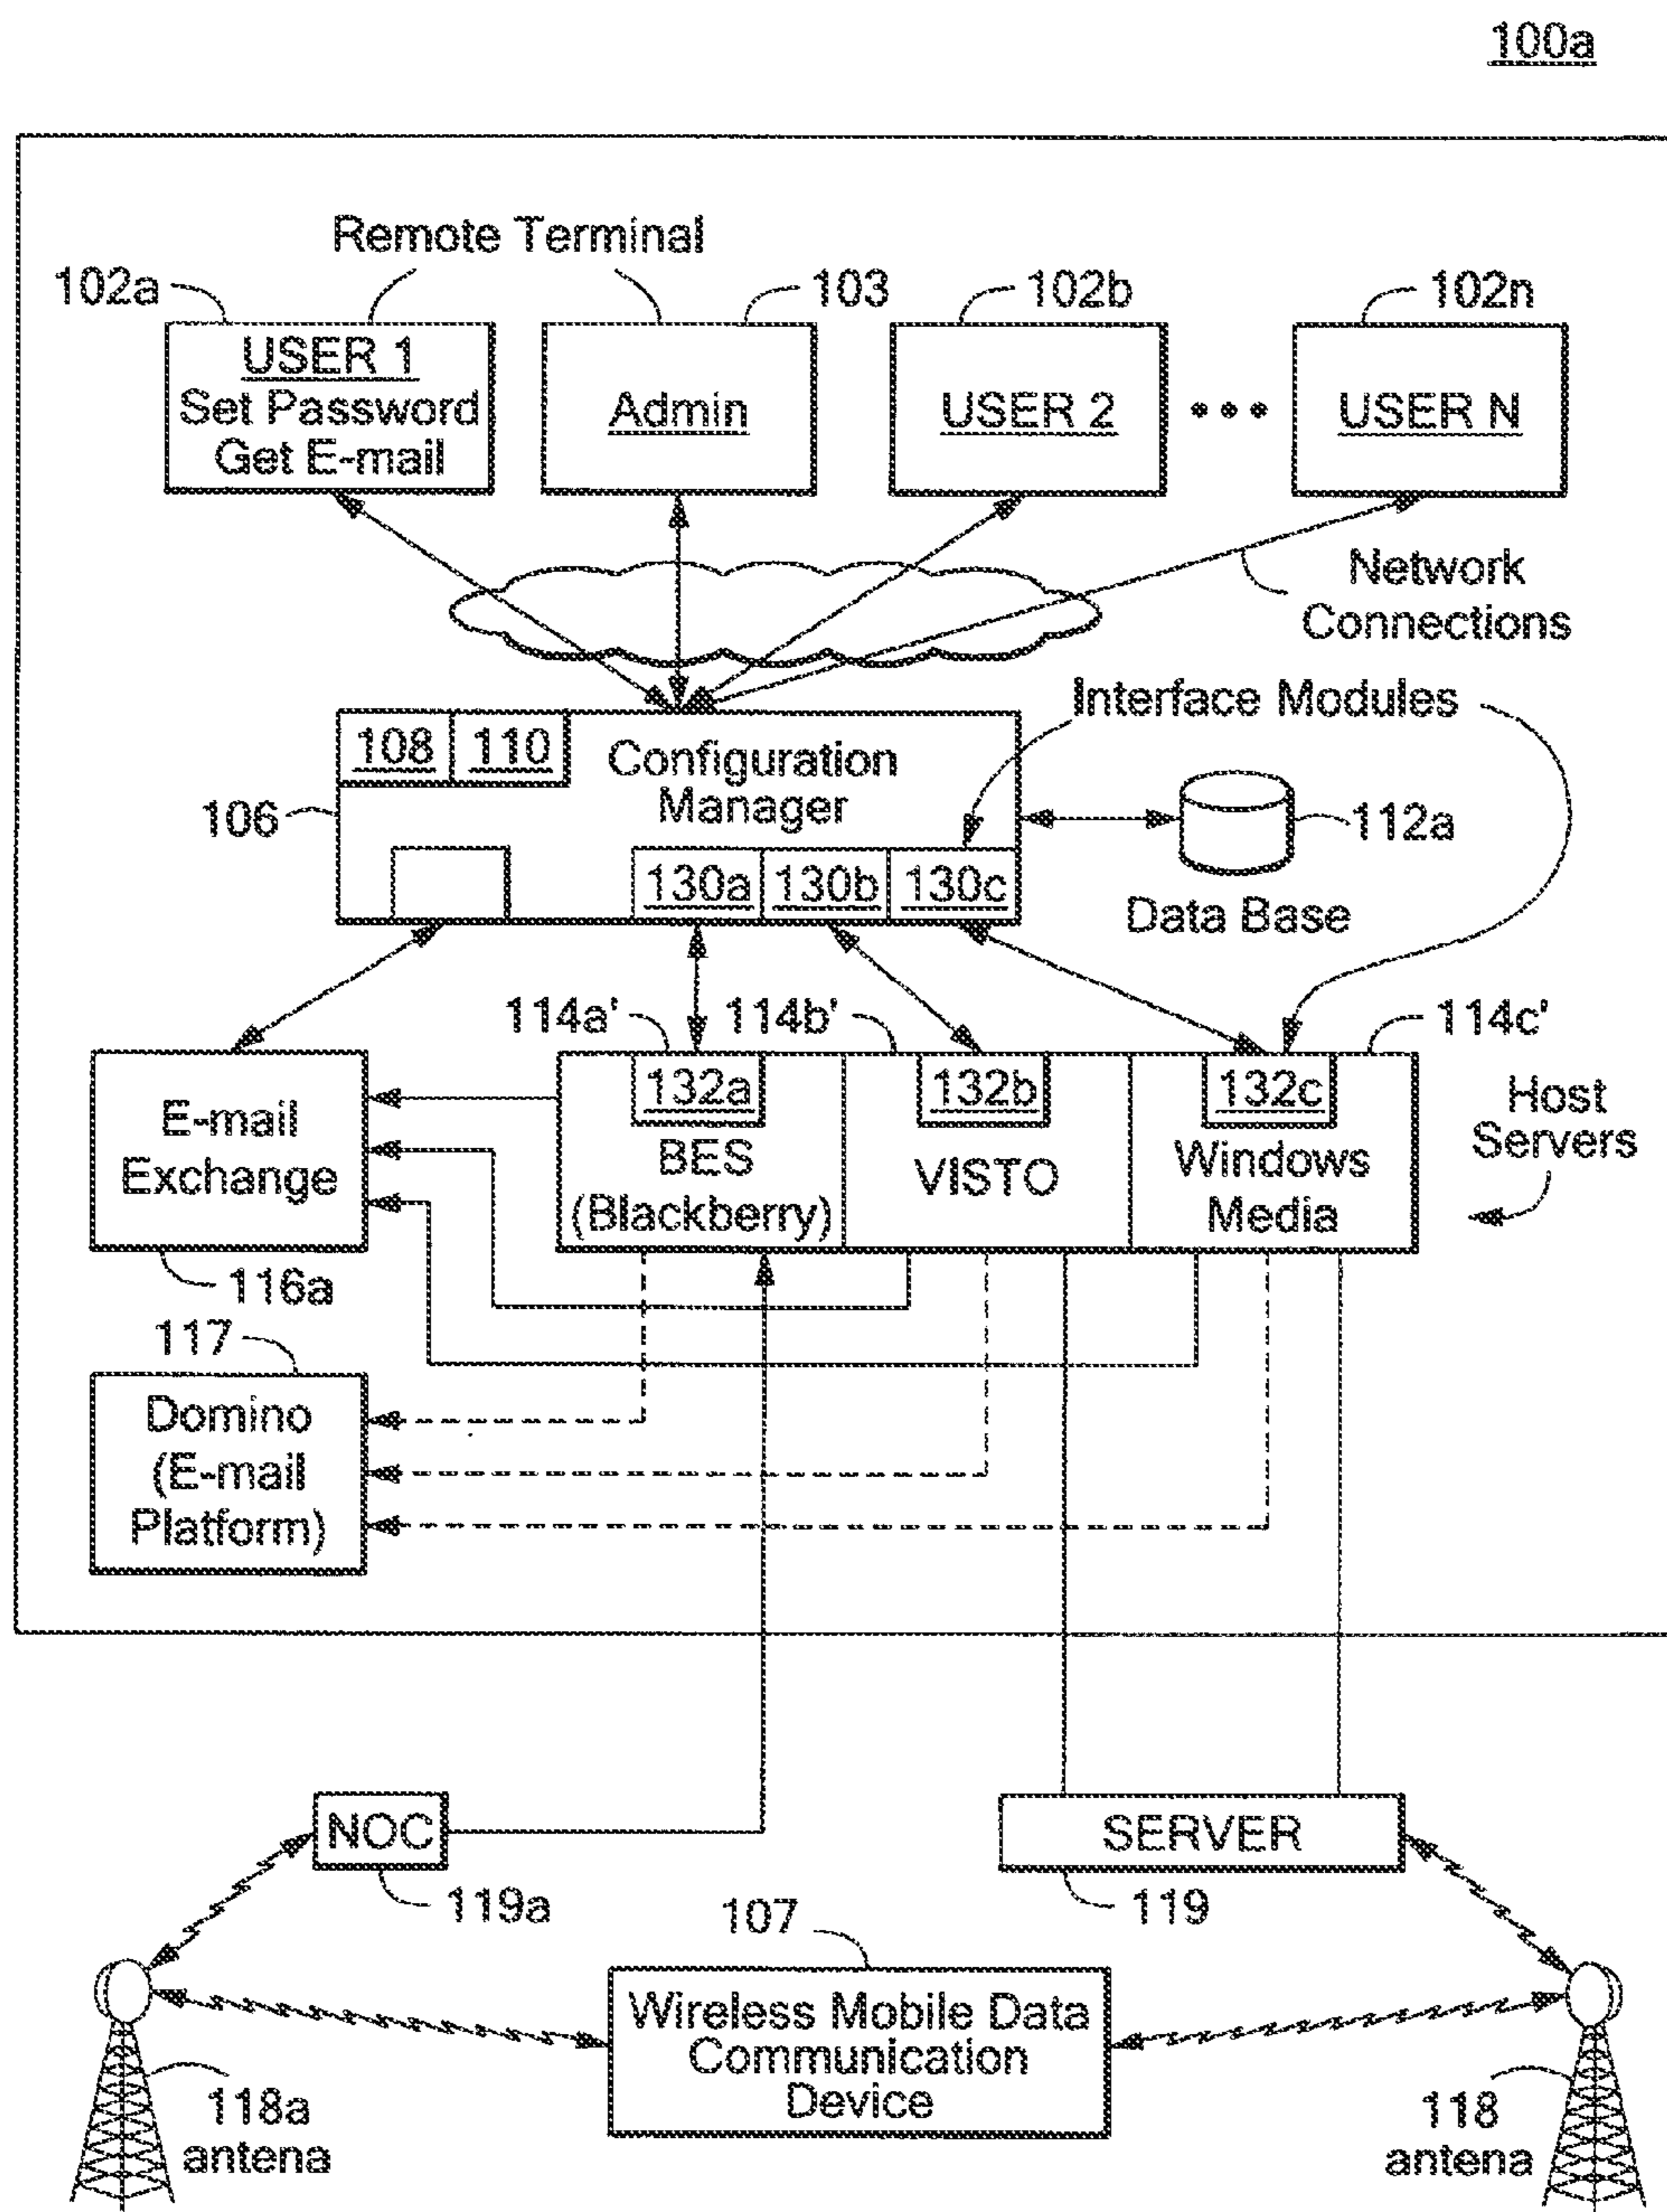 100a
Remote Terminal
102a
103
102b
102n
USER 1
Set Password
Get E-mail
Admin
USER 2
•••
USER N
Network
Connections
Interface Modules
108
110
Configuration
Manager
106
112a
130a
130b
130c
Data Base
114a'
114b'
114c'
E-mail
Exchange
132a
BES
(Blackberry)
132b
VISTO
132c
Windows
Media
Host
Servers
116a
117
Domino
(E-mail
Platform)
NOC
SERVER
119a
119
107
Wireless Mobile Data
Communication
Device
118a
antena
118
antena